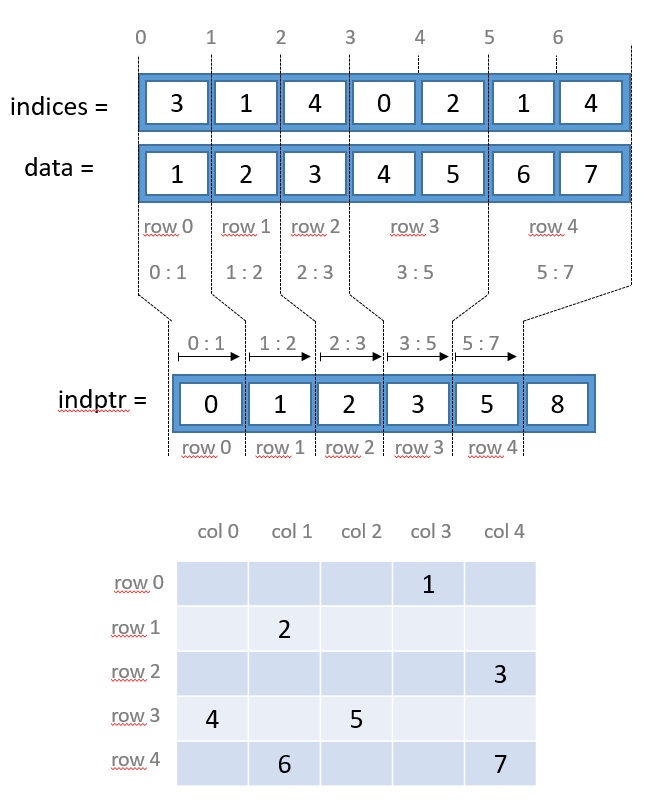 0 1 2 3 4 5 6
indices = 3 1 4 0 2 1 4
data = 1 2 3 4 5 6 7
row 0 row 1 row 2 row 3 row 4
0 : 1 1 : 2 2 : 3 3 : 5 5 : 7
0 : 1 1 : 2 2 : 3 3 : 5 5 : 7
indptr = 0 1 2 3 5 8
row 0 row 1 row 2 row 3 row 4
col 0 col 1 col 2 col 3 col 4
row 0 1
row 1 2
row 2 3
row 3 4 5
row 4 6 7